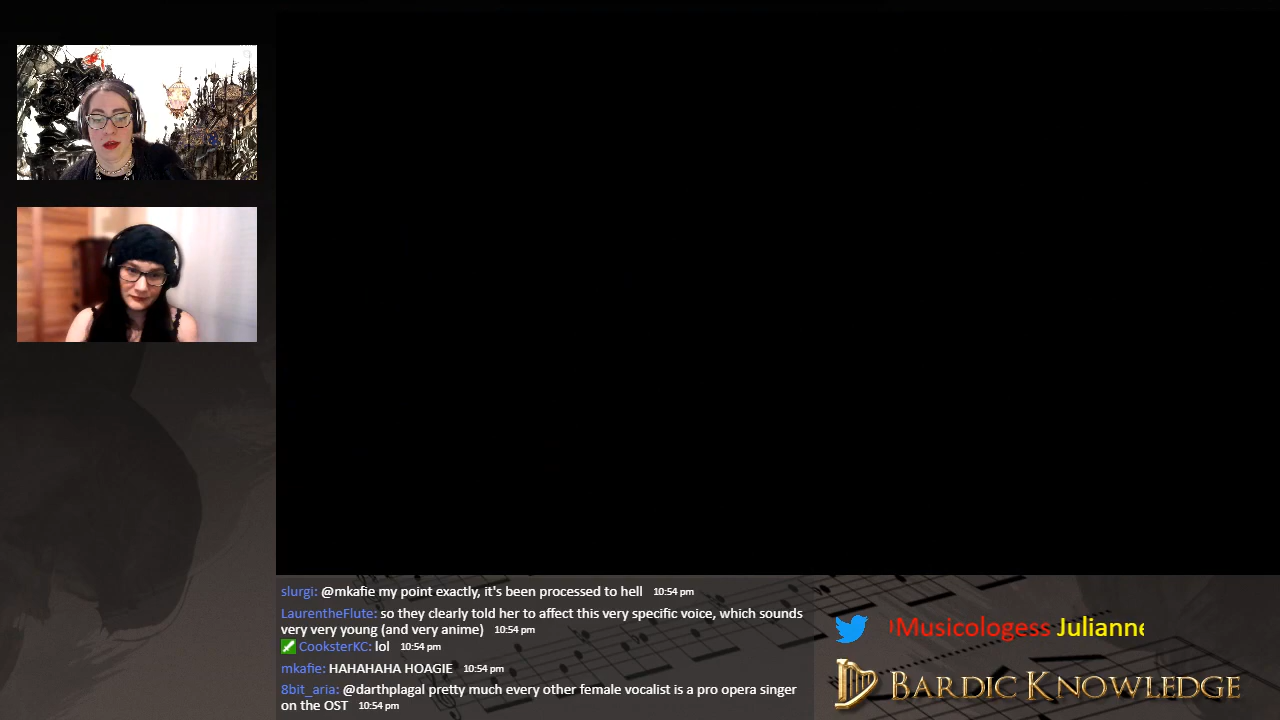 slurgi: @mkafie my point exactly, it's been processed to hell 10:54 pm
LaurentheFlute: so they clearly told her to affect this very specific voice, which sounds
very very young (and very anime) 10:54 pm
CooksterKC: lol 10:54 pm
mkafie: HAHAHAHA HOAGIE 10:54 pm
8bit_aria: @darthplagal pretty much every other female vocalist is a pro opera singer
on the OST 10:54 pm
Musicologess Julianne
BARDIC KNOWLEDGE